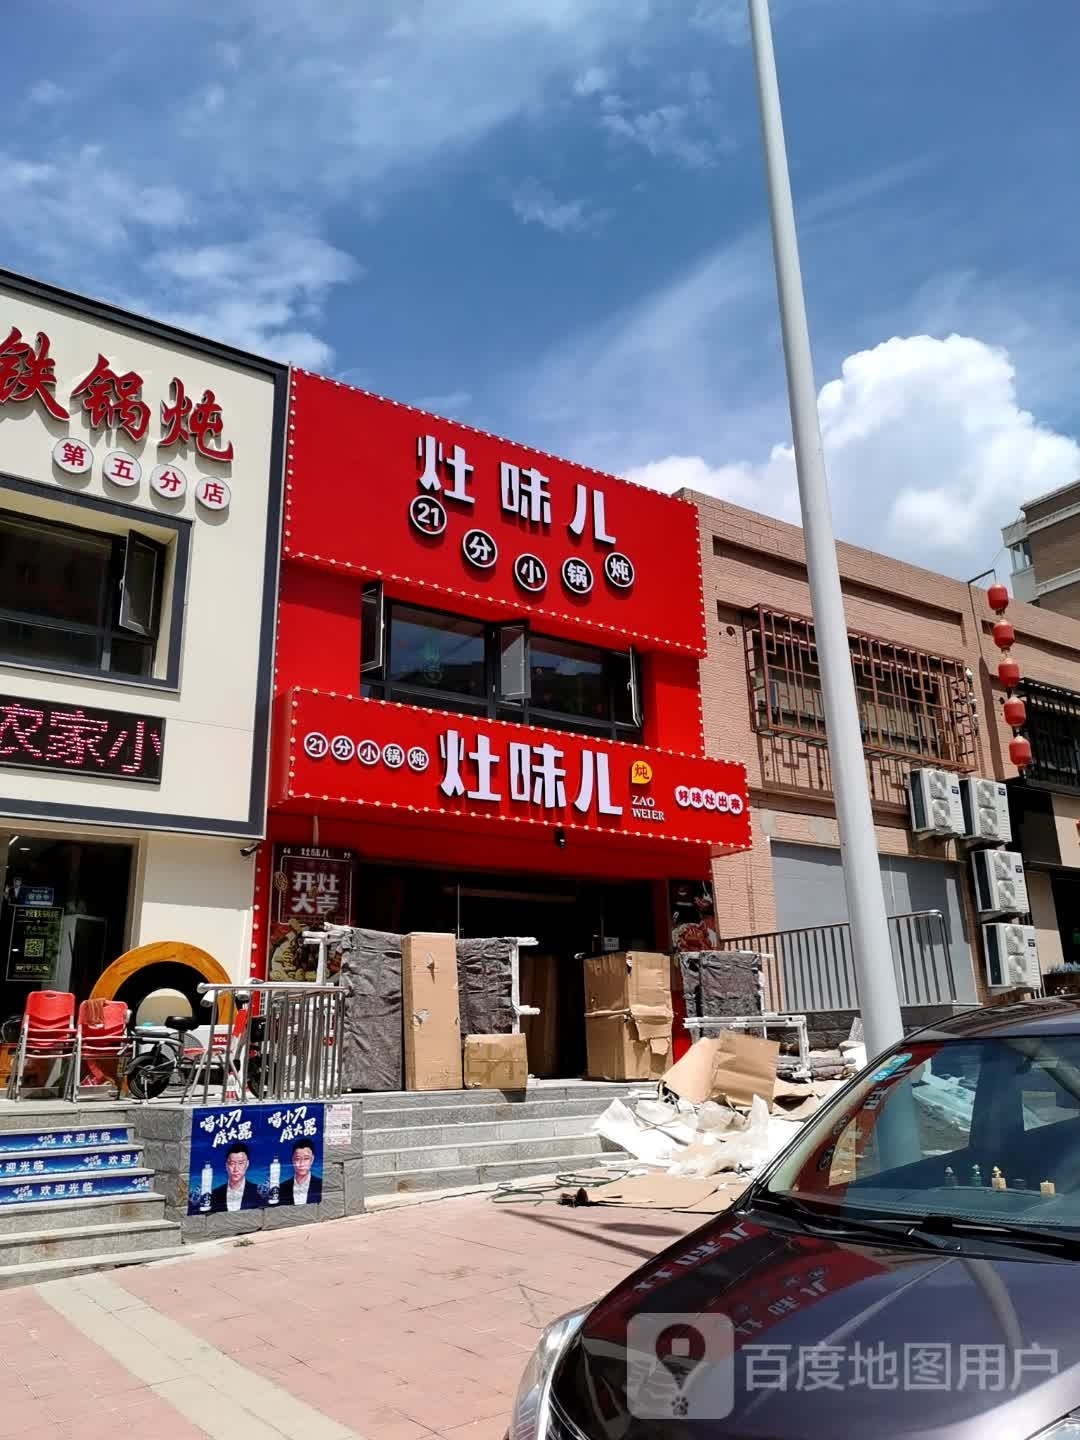 铁锅炖
第五分店
灶味儿
21分小锅炖
农家小
21分小锅炖
灶味儿
炖
ZAO
WEIER
好味灶出来
灶味儿
开灶
大吉
TCL
喝小刀
成大器
喝小刀
成大器
欢迎光临
欢迎光临
欢迎光临
百度地图用户